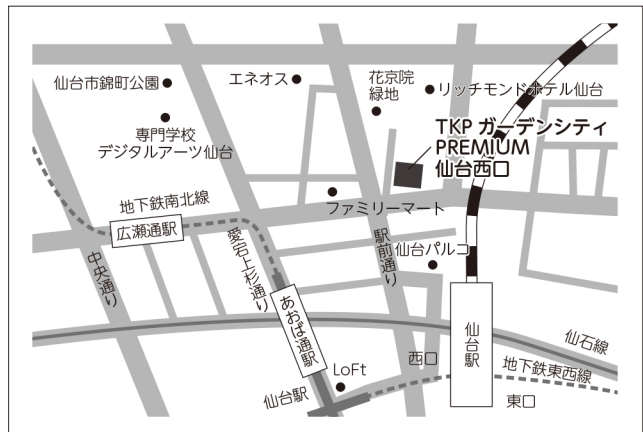 仙台市錦町公園
エネオス
花京院
緑地
リッチモンドホテル仙台
専門学校
デジタルアーツ仙台
TKP ガーデンシティ
PREMIUM
仙台西口
地下鉄南北線
ファミリーマート
広瀬通駅
愛宕上杉通り
駅前通り
仙台パルコ
中央通り
あおば通駅
仙台駅
仙石線
LoFt
西口
地下鉄東西線
仙台駅
東口